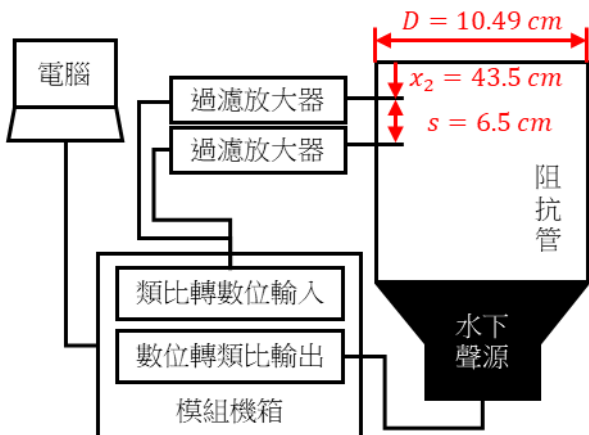 D = 10.49 cm
電腦
過濾放大器
x₂ = 43.5 cm
過濾放大器
s = 6.5 cm
阻
抗
管
類比轉數位輸入
數位轉類比輸出
模組機箱
水下
聲源